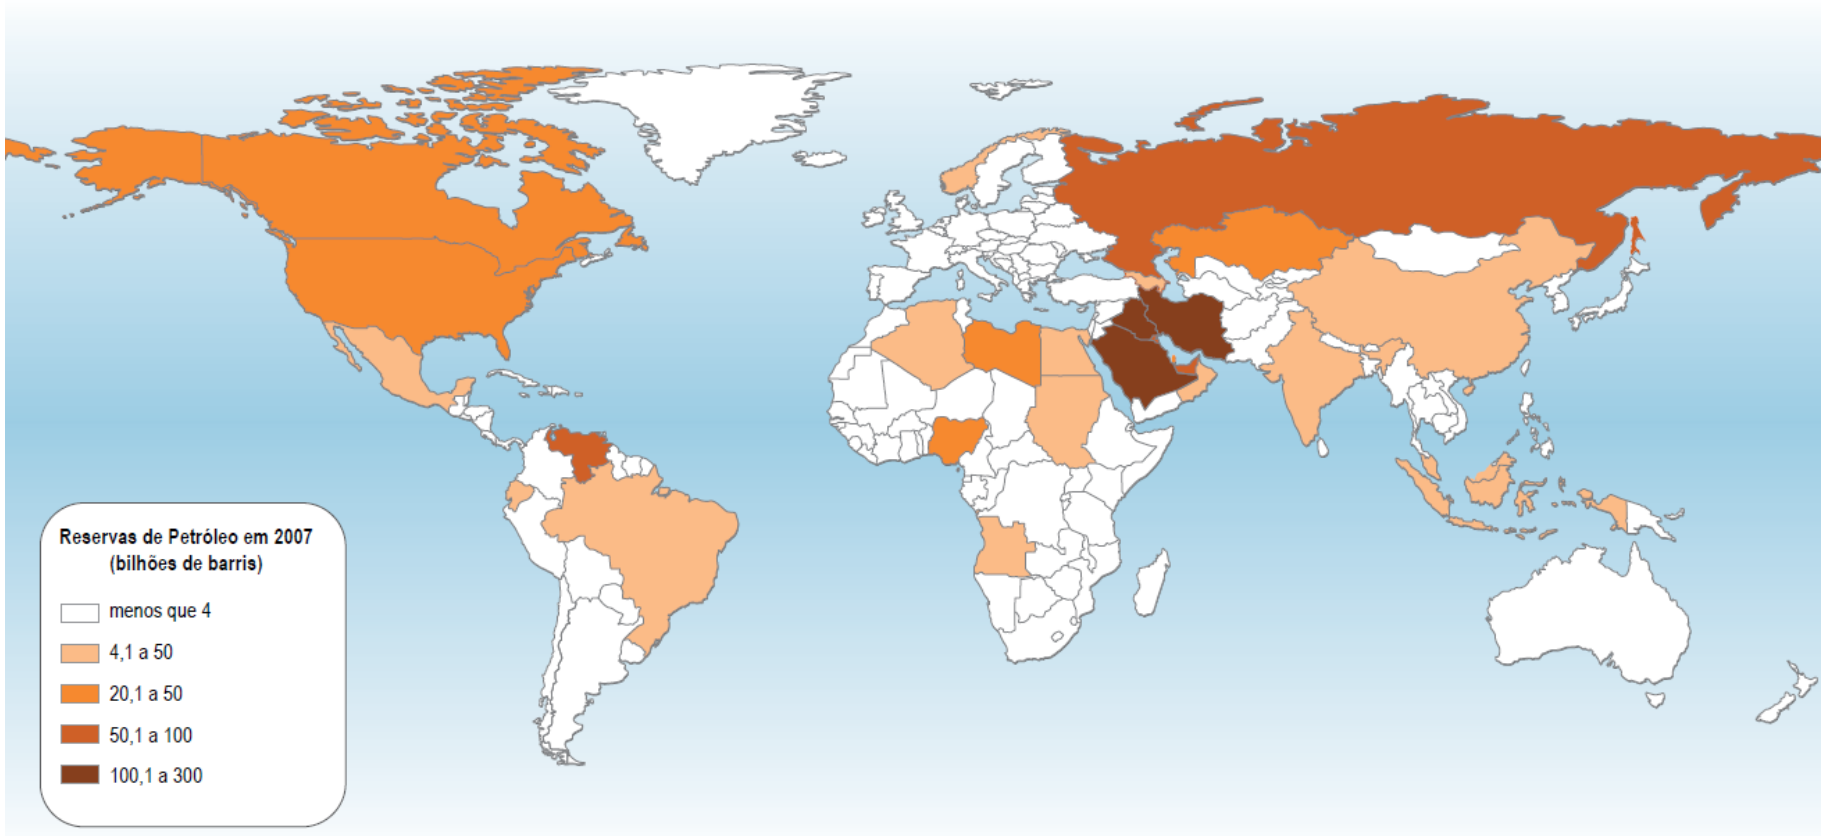 Reservas de Petróleo em 2007
(bilhões de barris)
menos que 4
4,1 a 50
20,1 a 50
50,1 a 100
100,1 a 300